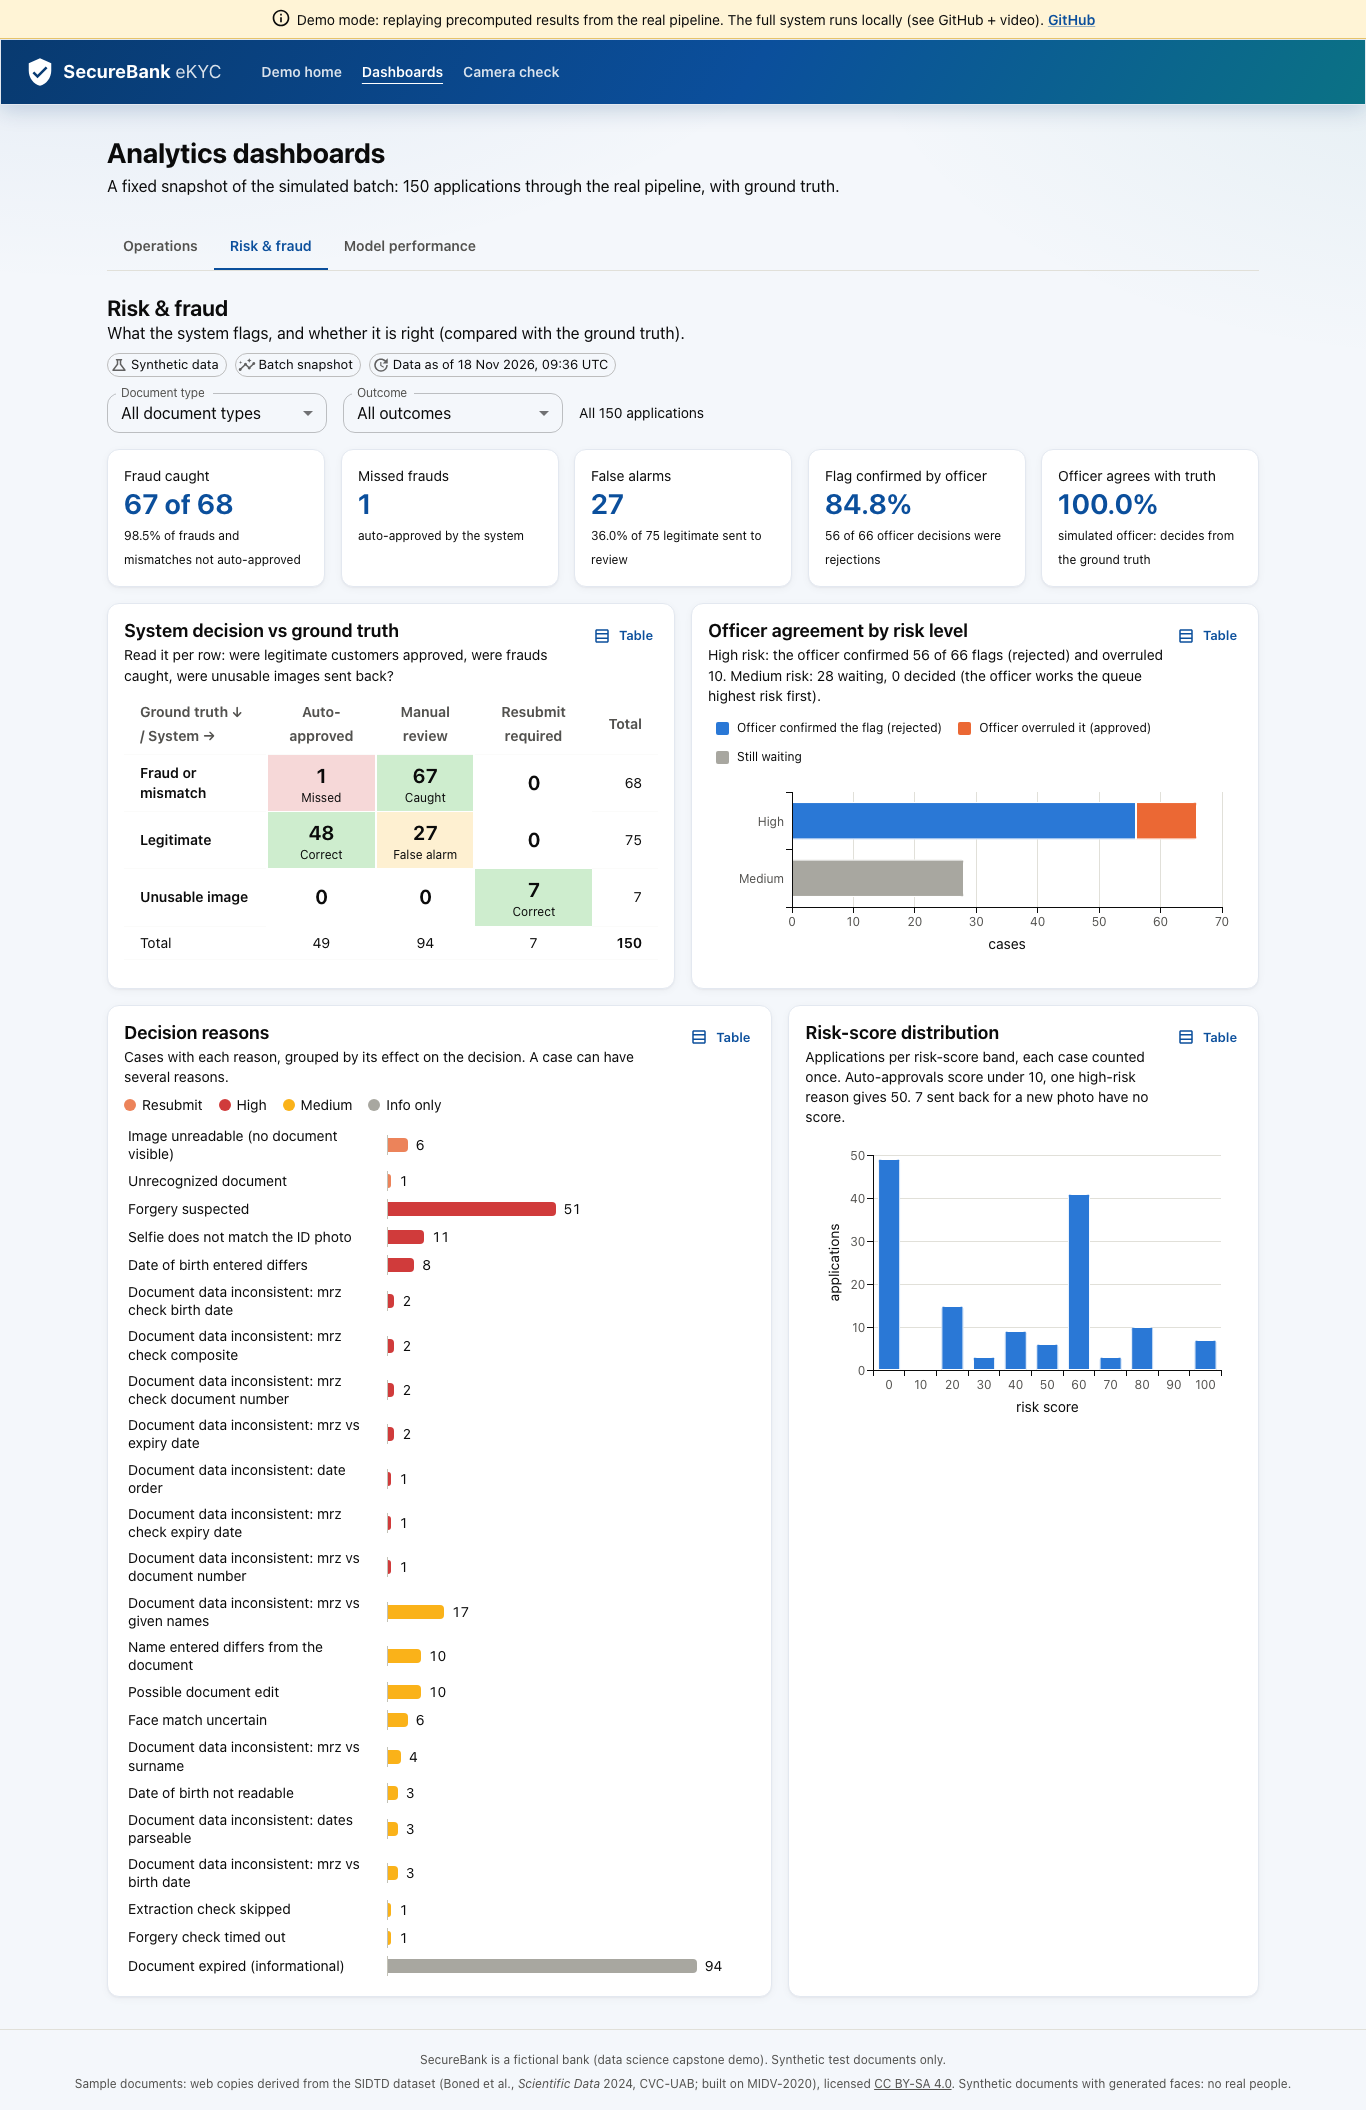 Demo mode: replaying precomputed results from the real pipeline. The full system runs locally (see GitHub + video). GitHub
SecureBank eKYC
Demo home
Dashboards
Camera check
Analytics dashboards
A fixed snapshot of the simulated batch: 150 applications through the real pipeline, with ground truth.
Operations
Risk & fraud
Model performance
Risk & fraud
What the system flags, and whether it is right (compared with the ground truth).
Synthetic data
Batch snapshot
Data as of 18 Nov 2026, 09:36 UTC
Document type
All document types
Outcome
All outcomes
All 150 applications
Fraud caught
67 of 68
98.5% of frauds and
mismatches not auto-approved
Missed frauds
1
auto-approved by the system
False alarms
27
36.0% of 75 legitimate sent to
review
Flag confirmed by officer
84.8%
56 of 66 officer decisions were
rejections
Officer agrees with truth
100.0%
simulated officer: decides from
the ground truth
System decision vs ground truth
Table
Read it per row: were legitimate customers approved, were frauds
caught, were unusable images sent back?
Ground truth ↓
/ System →
Auto-
approved
Manual
review
Resubmit
required
Total
Fraud or
mismatch
1
Missed
67
Caught
0
68
Legitimate
48
Correct
27
False alarm
0
75
Unusable image
0
0
7
Correct
7
Total
49
94
7
150
Officer agreement by risk level
Table
High risk: the officer confirmed 56 of 66 flags (rejected) and overruled
10. Medium risk: 28 waiting, 0 decided (the officer works the queue
highest risk first).
Officer confirmed the flag (rejected)
Officer overruled it (approved)
Still waiting
High
Medium
0 10 20 30 40 50 60 70
cases
Decision reasons
Table
Cases with each reason, grouped by its effect on the decision. A case can have
several reasons.
Resubmit
High
Medium
Info only
Image unreadable (no document
visible)
6
Unrecognized document
1
Forgery suspected
51
Selfie does not match the ID photo
11
Date of birth entered differs
8
Document data inconsistent: mrz
check birth date
2
Document data inconsistent: mrz
check composite
2
Document data inconsistent: mrz
check document number
2
Document data inconsistent: mrz vs
expiry date
2
Document data inconsistent: date
order
1
Document data inconsistent: mrz
check expiry date
1
Document data inconsistent: mrz vs
document number
1
Document data inconsistent: mrz vs
given names
17
Name entered differs from the
document
10
Possible document edit
10
Face match uncertain
6
Document data inconsistent: mrz vs
surname
4
Date of birth not readable
3
Document data inconsistent: dates
parseable
3
Document data inconsistent: mrz vs
birth date
3
Extraction check skipped
1
Forgery check timed out
1
Document expired (informational)
94
Risk-score distribution
Table
Applications per risk-score band, each case counted
once. Auto-approvals score under 10, one high-risk
reason gives 50. 7 sent back for a new photo have no
score.
applications
50
40
30
20
10
0
0 10 20 30 40 50 60 70 80 90 100
risk score
SecureBank is a fictional bank (data science capstone demo). Synthetic test documents only.
Sample documents: web copies derived from the SIDTD dataset (Boned et al., Scientific Data 2024, CVC-UAB; built on MIDV-2020), licensed CC BY-SA 4.0. Synthetic documents with generated faces: no real people.